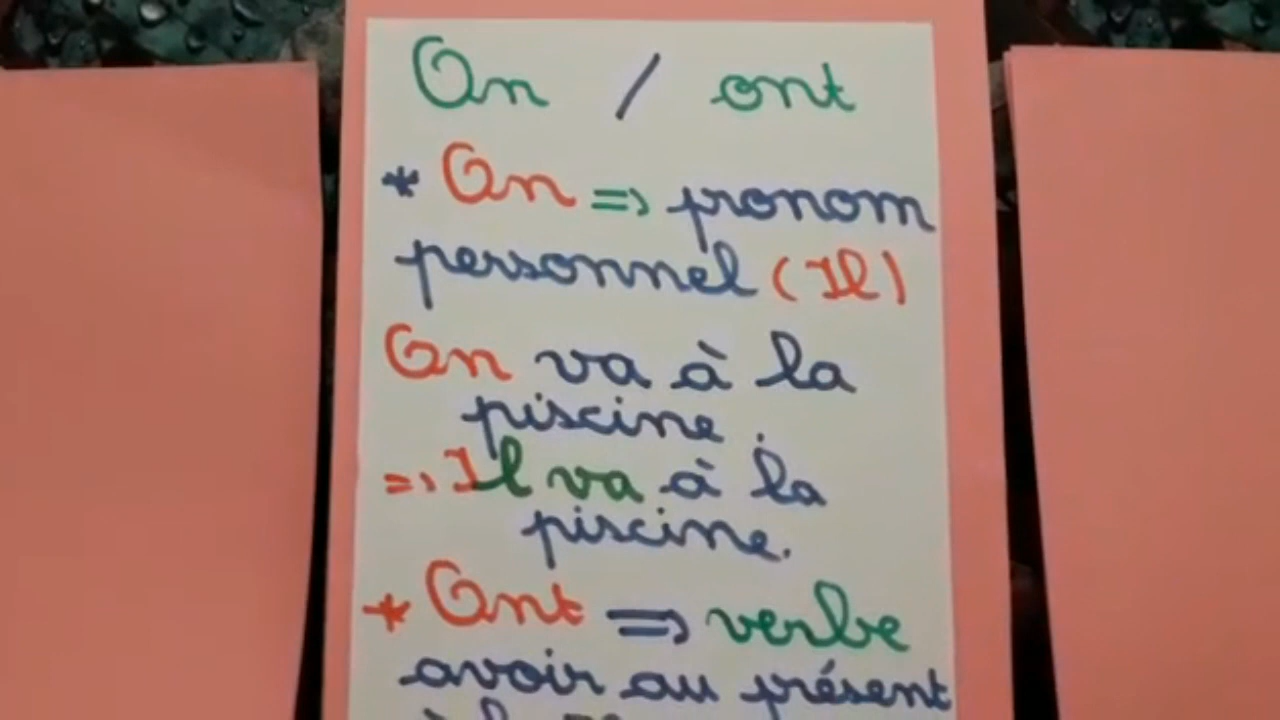 On / ont
* On => pronom
personnel (Il)
On va à la
piscine.
=> Il va à la
piscine.
* Ont => verbe
avoir au présent